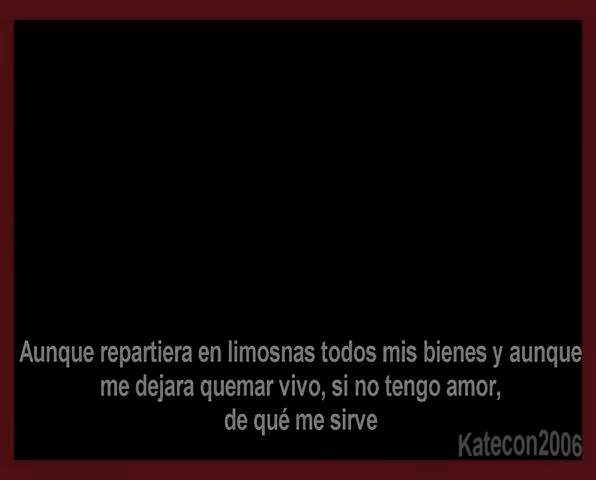 Aunque repartiera en limosnas todos mis bienes y aunque
me dejara quemar vivo, si no tengo amor,
de qué me sirve
Katecon2006